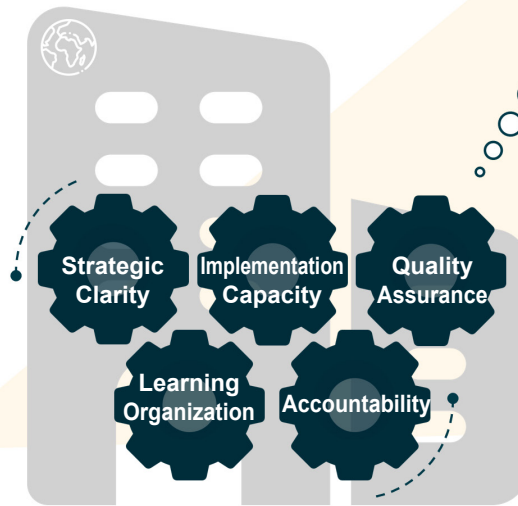 Strategic
Clarity
Implementation
Capacity
Quality
Assurance
Learning
Organization
Accountability